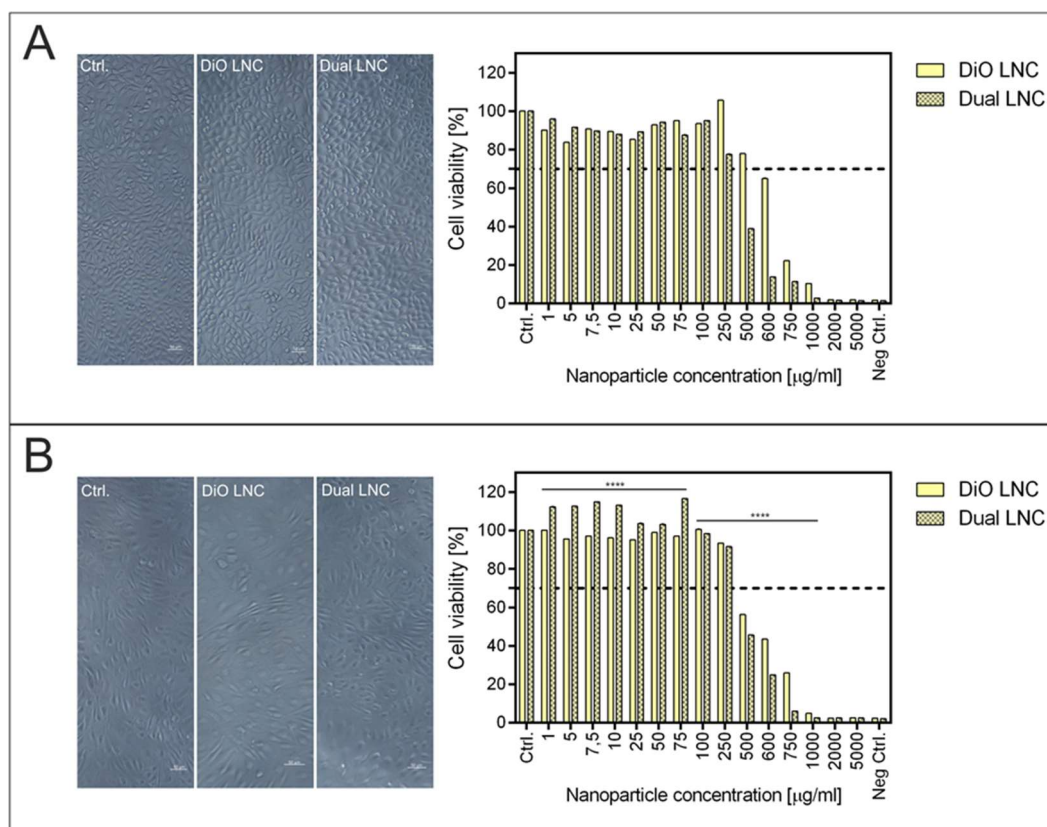 A
Ctrl.
DiO LNC
Dual LNC
Cell viability [%]
120
100
80
60
40
20
0
Ctrl.
1
5
7,5
10
25
50
75
100
250
500
600
750
1000
2000
5000
Neg Ctrl.
Nanoparticle concentration [µg/ml]
DiO LNC
Dual LNC
B
Ctrl.
DiO LNC
Dual LNC
Cell viability [%]
120
100
80
60
40
20
0
****
****
Ctrl.
1
5
7,5
10
25
50
75
100
250
500
600
750
1000
2000
5000
Neg Ctrl.
Nanoparticle concentration [µg/ml]
DiO LNC
Dual LNC